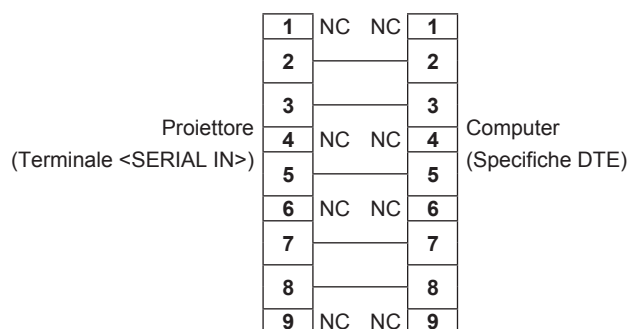 1 NC NC 1
2 2
3 3
Proiettore
(Terminale <SERIAL IN>)
4 NC NC 4
Computer
(Specifiche DTE)
5 5
6 NC NC 6
7 7
8 8
9 NC NC 9